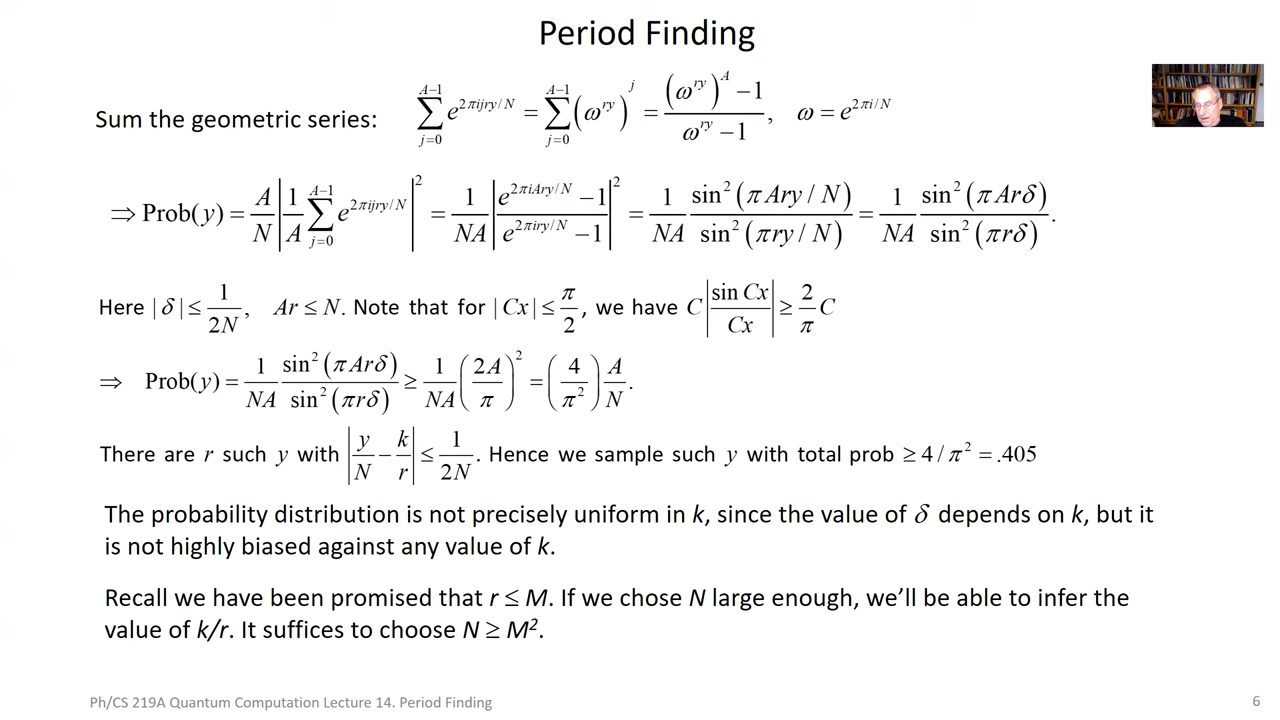 Period Finding
Sum the geometric series: $\sum_{j=0}^{A-1} e^{2\pi ijry/N} = \sum_{j=0}^{A-1} \left(\omega^{ry}\right)^j = \frac{\left(\omega^{ry}\right)^A - 1}{\omega^{ry} - 1}, \quad \omega = e^{2\pi i/N}$
$\Rightarrow \text{Prob}(y) = \frac{A}{N} \left| \frac{1}{A} \sum_{j=0}^{A-1} e^{2\pi ijry/N} \right|^2 = \frac{1}{NA} \left| \frac{e^{2\pi iAry/N} - 1}{e^{2\pi iry/N} - 1} \right|^2 = \frac{1}{NA} \frac{\sin^2(\pi Ary/N)}{\sin^2(\pi ry/N)} = \frac{1}{NA} \frac{\sin^2(\pi Ar\delta)}{\sin^2(\pi r\delta)}.$
Here $|\delta| \le \frac{1}{2N}, \quad Ar \le N.$ Note that for $|Cx| \le \frac{\pi}{2}$, we have $C \left| \frac{\sin Cx}{Cx} \right| \ge \frac{2}{\pi} C$
$\Rightarrow \text{Prob}(y) = \frac{1}{NA} \frac{\sin^2(\pi Ar\delta)}{\sin^2(\pi r\delta)} \ge \frac{1}{NA} \left( \frac{2A}{\pi} \right)^2 = \left( \frac{4}{\pi^2} \right) \frac{A}{N}.$
There are $r$ such $y$ with $\left| \frac{y}{N} - \frac{k}{r} \right| \le \frac{1}{2N}.$ Hence we sample such $y$ with total prob $\ge 4/\pi^2 = .405$
The probability distribution is not precisely uniform in k, since the value of $\delta$ depends on k, but it
is not highly biased against any value of k.
Recall we have been promised that r ≤ M. If we chose N large enough, we'll be able to infer the
value of k/r. It suffices to choose N ≥ M².
Ph/CS 219A Quantum Computation Lecture 14. Period Finding
6